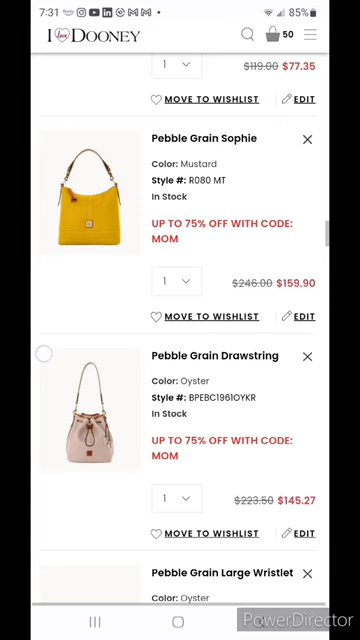 7:31
85%
I love DOONEY
50
1
$119.00 $77.35
MOVE TO WISHLIST
EDIT
Pebble Grain Sophie
Color: Mustard
Style #: R080 MT
In Stock
UP TO 75% OFF WITH CODE:
MOM
1
$246.00 $159.90
MOVE TO WISHLIST
EDIT
Pebble Grain Drawstring
Color: Oyster
Style #: BPEBC1961OYKR
In Stock
UP TO 75% OFF WITH CODE:
MOM
1
$223.50 $145.27
MOVE TO WISHLIST
EDIT
Pebble Grain Large Wristlet
Color: Oyster
PowerDirector